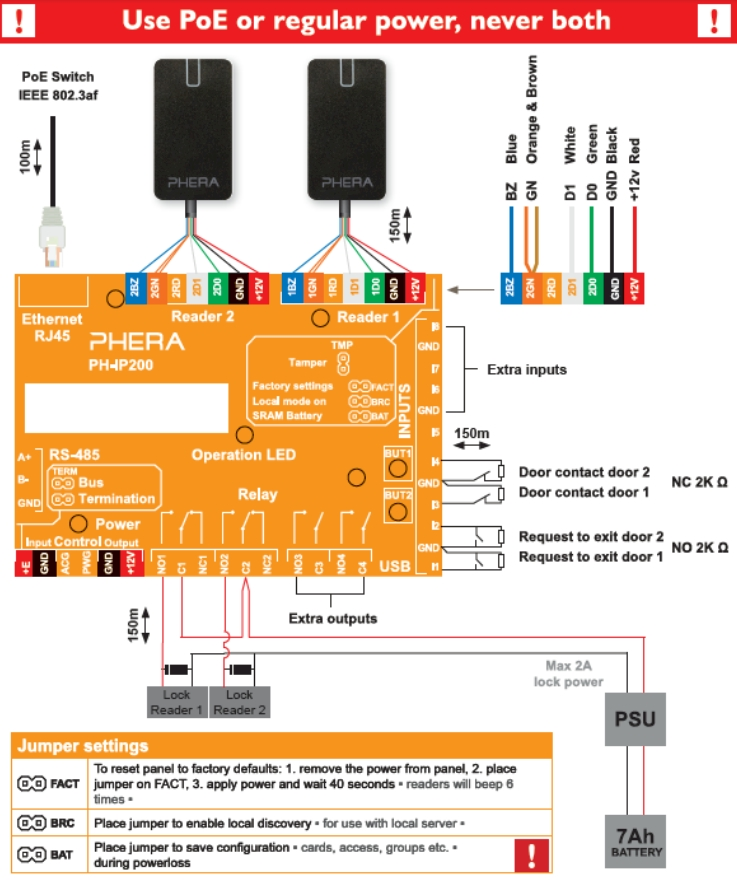 ! Use PoE or regular power, never both !
PoE Switch
IEEE 802.3af
100m
PHERA
PHERA
150m
Blue
Orange & Brown
White
Green
Black
Red
BZ
GN
D1
D0
GND
+12v
2BZ
2GN
2RD
2D1
2D0
GND
+12V
1BZ
1GN
1RD
1D1
1D0
GND
+12V
2BZ
2GN
2RD
2D1
2D0
GND
+12V
Ethernet
RJ45
Reader 2
Reader 1
PHERA
PH-IP200
TMP
Tamper
Factory settings FACT
Local mode on BRC
SRAM Battery BAT
INPUTS
I8
GND
I7
I6
GND
I5
I4
GND
I3
I2
GND
I1
Extra inputs
150m
Door contact door 2
Door contact door 1
NC 2K Ω
Request to exit door 2
Request to exit door 1
NO 2K Ω
BUT1
BUT2
Operation LED
RS-485
A+
B-
GND
TERM
Bus
Termination
Relay
Power
Input Control Output
+E
GND
ACG
PWG
GND
+12V
NO1
C1
NC1
NO2
C2
NC2
NO3
C3
NO4
C4
USB
Extra outputs
150m
Lock
Reader 1
Lock
Reader 2
Max 2A
lock power
PSU
7Ah
BATTERY
Jumper settings
FACT
To reset panel to factory defaults: 1. remove the power from panel, 2. place
jumper on FACT, 3. apply power and wait 40 seconds • readers will beep 6
times •
BRC
Place jumper to enable local discovery • for use with local server •
BAT
Place jumper to save configuration • cards, access, groups etc. •
during powerloss
!